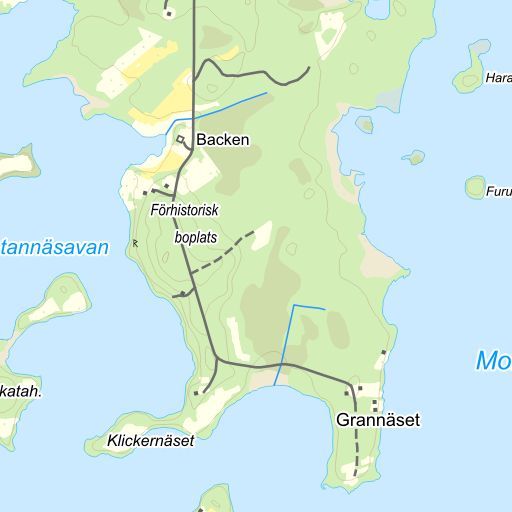 Hara
Backen
Furu
Förhistorisk
boplats
tannäsavan
Mo
katah.
Grannäset
Klickernäset
R